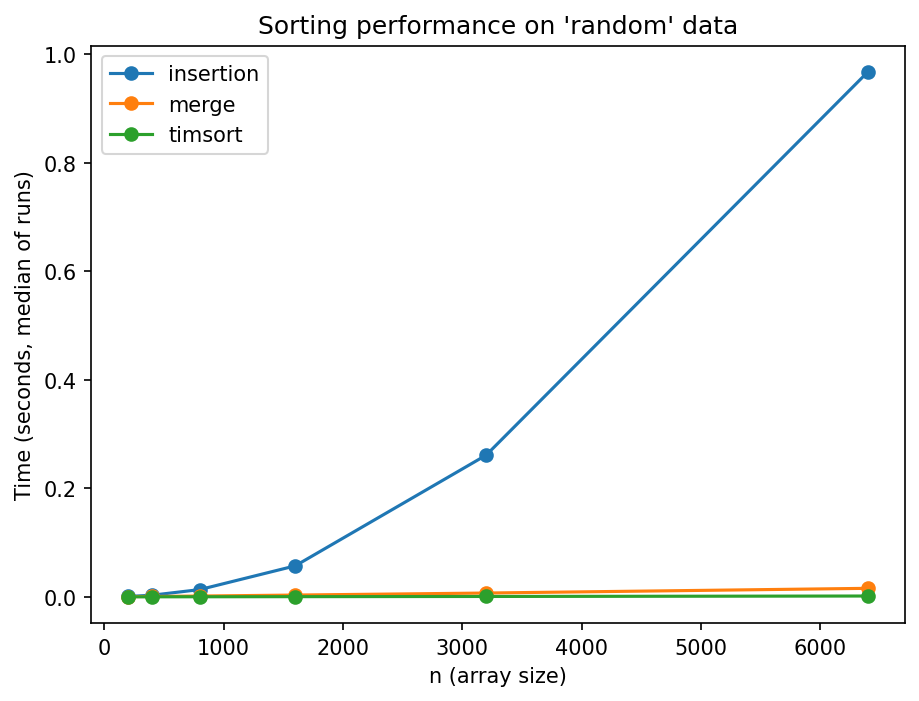 Sorting performance on 'random' data
insertion
merge
timsort
1.0
0.8
0.6
0.4
0.2
0.0
Time (seconds, median of runs)
0 1000 2000 3000 4000 5000 6000
n (array size)